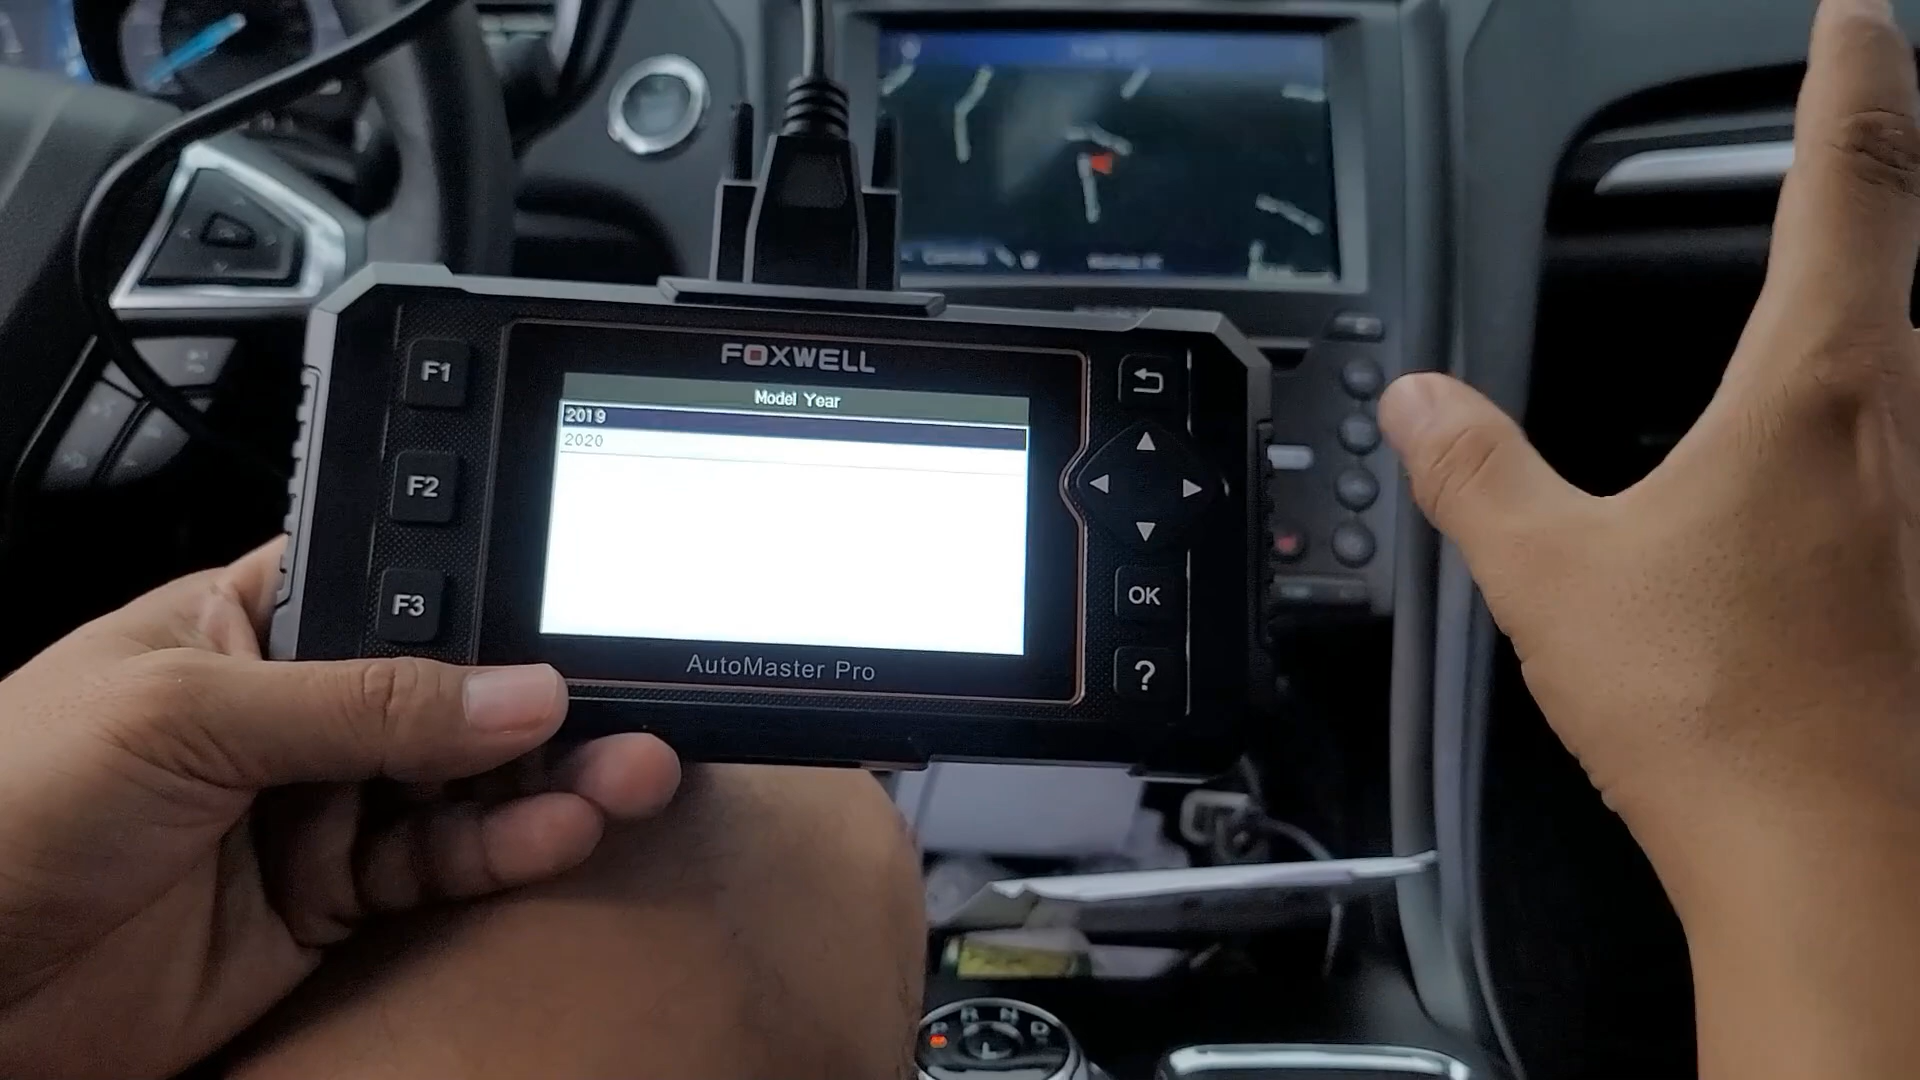 FOXWELL
Model Year
2019
2020
AutoMaster Pro
F1
F2
F3
OK
?
P R N D
L